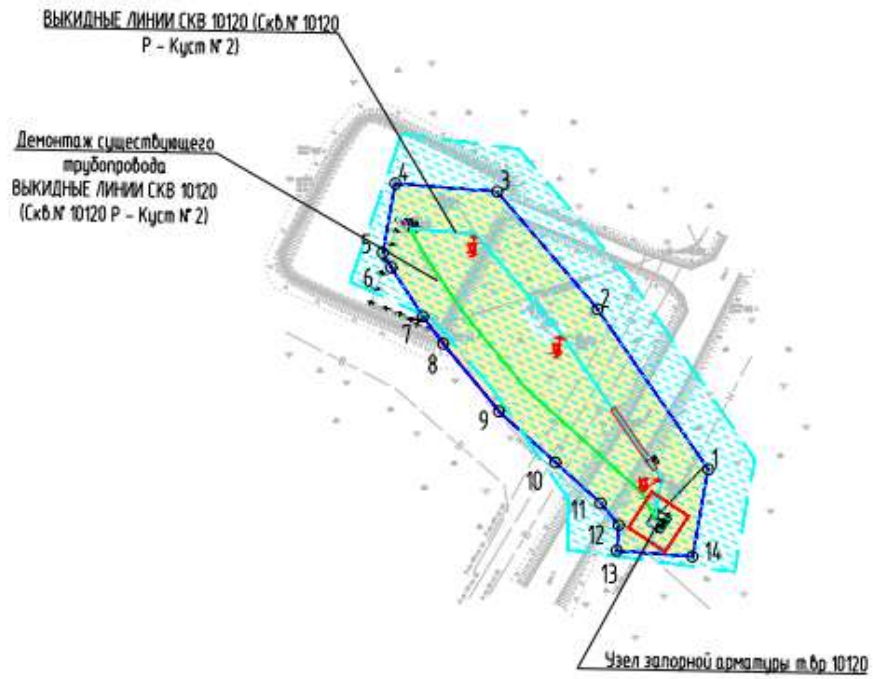 ВЫКИДНЫЕ ЛИНИИ СКВ 10120 (Скв.№ 10120
Р - Куст № 2)
Демонтаж существующего
трубопровода
ВЫКИДНЫЕ ЛИНИИ СКВ 10120
(Скв.№ 10120 Р - Куст № 2)
4
3
5
6
2
7
8
9
1
10
11
12
13
14
Узел запорной арматуры т.вр 10120